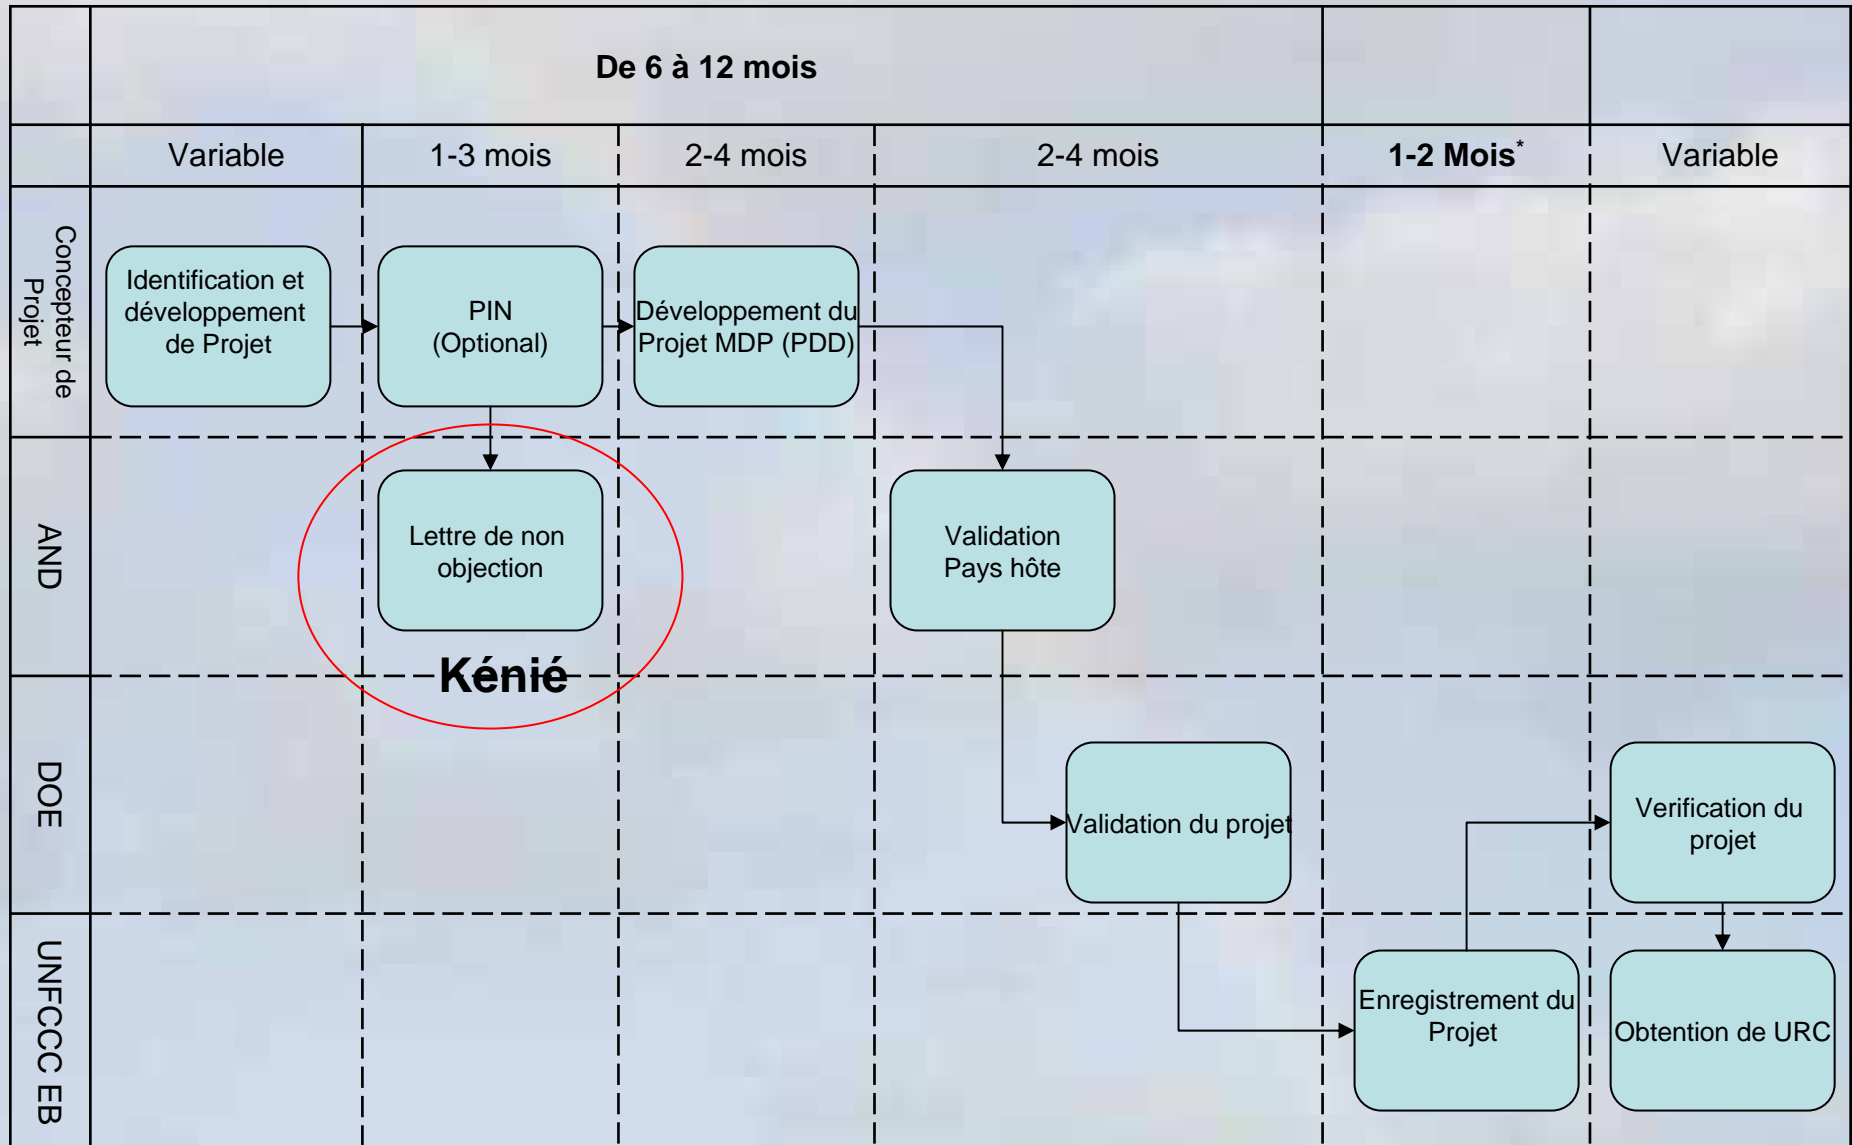 De 6 à 12 mois
Variable
1-3 mois
2-4 mois
2-4 mois
1-2 Mois*
Variable
Concepteur de
Projet
Identification et
développement
de Projet
PIN
(Optional)
Développement du
Projet MDP (PDD)
AND
Lettre de non
objection
Validation
Pays hôte
Kénié
DOE
Validation du projet
Verification du
projet
UNFCCC EB
Enregistrement du
Projet
Obtention de URC